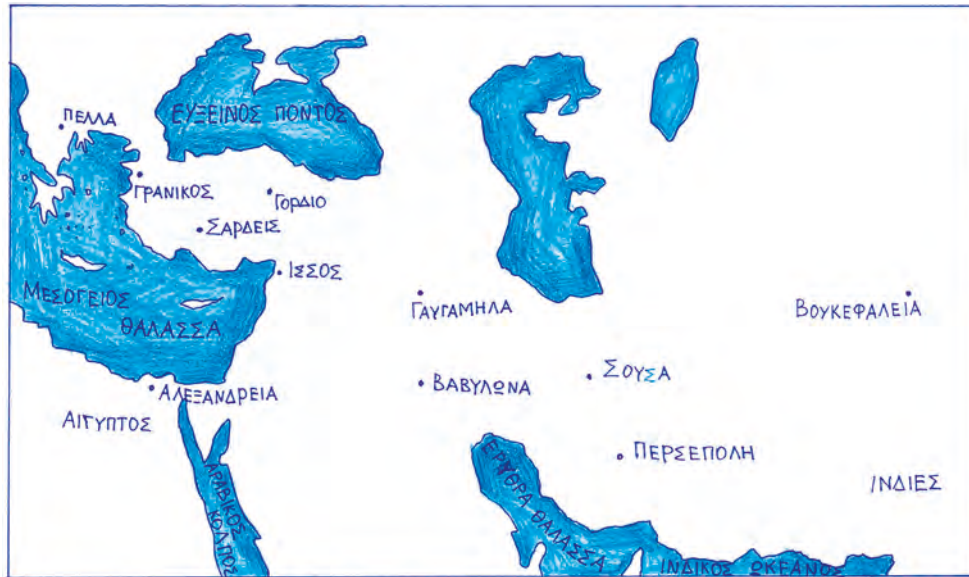 ΠΕΛΛΑ
ΕΥΞΕΙΝΟΣ ΠΟΝΤΟΣ
ΓΡΑΝΙΚΟΣ
ΓΟΡΔΙΟ
ΣΑΡΔΕΙΣ
ΙΣΣΟΣ
ΜΕΣΟΓΕΙΟΣ
ΘΑΛΑΣΣΑ
ΓΑΥΓΑΜΗΛΑ
ΒΟΥΚΕΦΑΛΕΙΑ
ΑΛΕΞΑΝΔΡΕΙΑ
ΒΑΒΥΛΩΝΑ
ΣΟΥΣΑ
ΑΙΓΥΠΤΟΣ
ΠΕΡΣΕΠΟΛΗ
ΙΝΔΙΕΣ
ΑΡΑΒΙΚΟΣ
ΚΟΛΠΟΣ
ΕΡΥΘΡΑ ΘΑΛΑΣΣΑ
ΙΝΔΙΚΟΣ ΩΚΕΑΝΟΣ